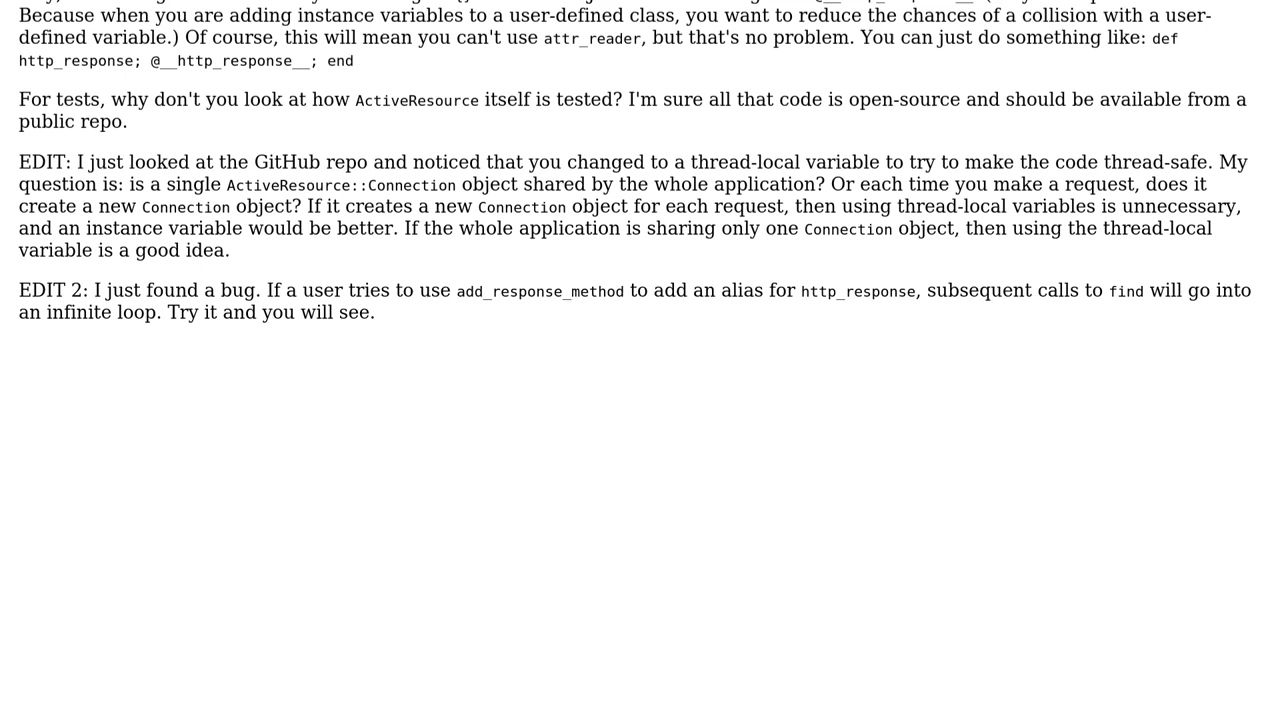 Because when you are adding instance variables to a user-defined class, you want to reduce the chances of a collision with a user-
defined variable.) Of course, this will mean you can't use attr_reader, but that's no problem. You can just do something like: def
http_response; @__http_response__; end
For tests, why don't you look at how ActiveResource itself is tested? I'm sure all that code is open-source and should be available from a
public repo.
EDIT: I just looked at the GitHub repo and noticed that you changed to a thread-local variable to try to make the code thread-safe. My
question is: is a single ActiveResource::Connection object shared by the whole application? Or each time you make a request, does it
create a new Connection object? If it creates a new Connection object for each request, then using thread-local variables is unnecessary,
and an instance variable would be better. If the whole application is sharing only one Connection object, then using the thread-local
variable is a good idea.
EDIT 2: I just found a bug. If a user tries to use add_response_method to add an alias for http_response, subsequent calls to find will go into
an infinite loop. Try it and you will see.